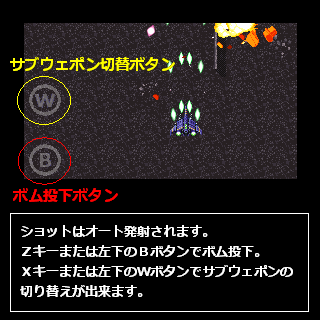 サブウェポン切替ボタン
W
B
ボム投下ボタン
ショットはオート発射されます。
Zキーまたは左下のBボタンでボム投下。
Xキーまたは左下のWボタンでサブウェポンの
切り替えが出来ます。